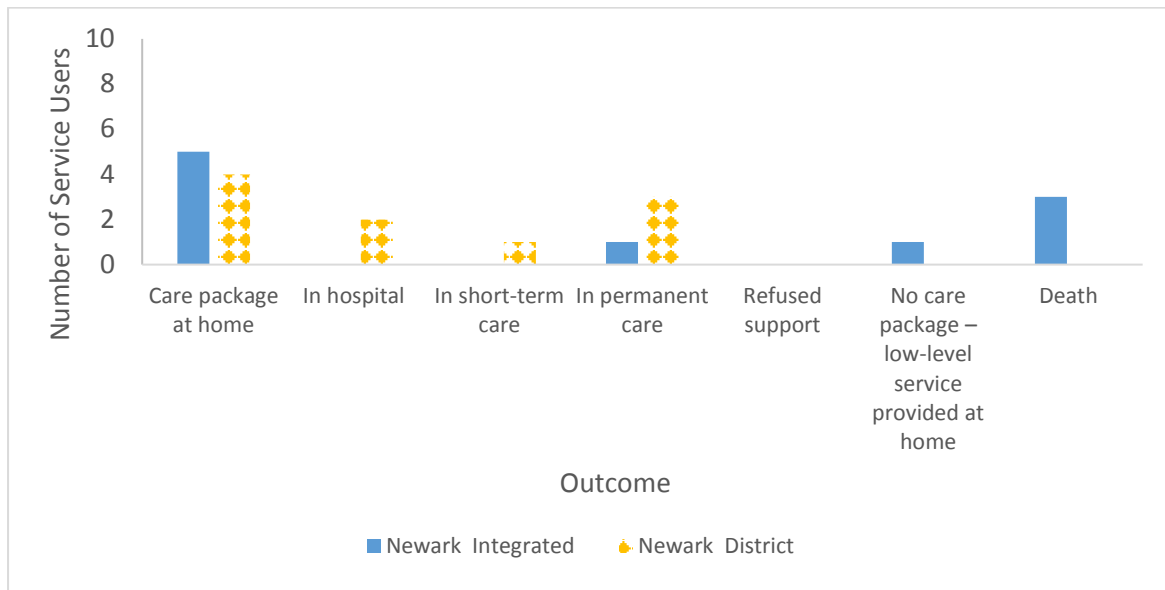 Number of Service Users
10
8
6
4
2
0
Care package
at home
In hospital
In short-term
care
In permanent
care
Refused
support
No care
package –
low-level
service
provided at
home
Death
Outcome
Newark Integrated
Newark District